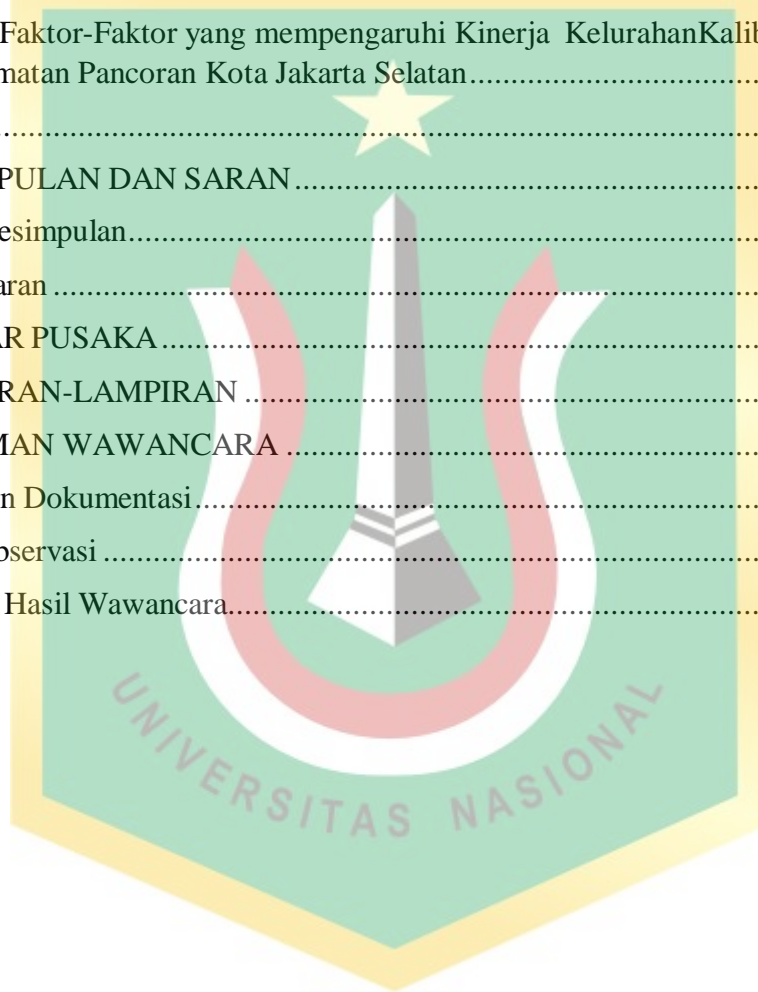 Faktor-Faktor yang mempengaruhi Kinerja KelurahanKalib
matan Pancoran Kota Jakarta Selatan........................................
........................................................................................
PULAN DAN SARAN........................................................
esimpulan........................................................................
aran ................................................................................
AR PUSAKA....................................................................
RAN-LAMPIRAN ............................................................
MAN WAWANCARA ......................................................
n Dokumentasi................................................................
bservasi ..........................................................................
Hasil Wawancara............................................................
UNIVERSITAS NASIONAL